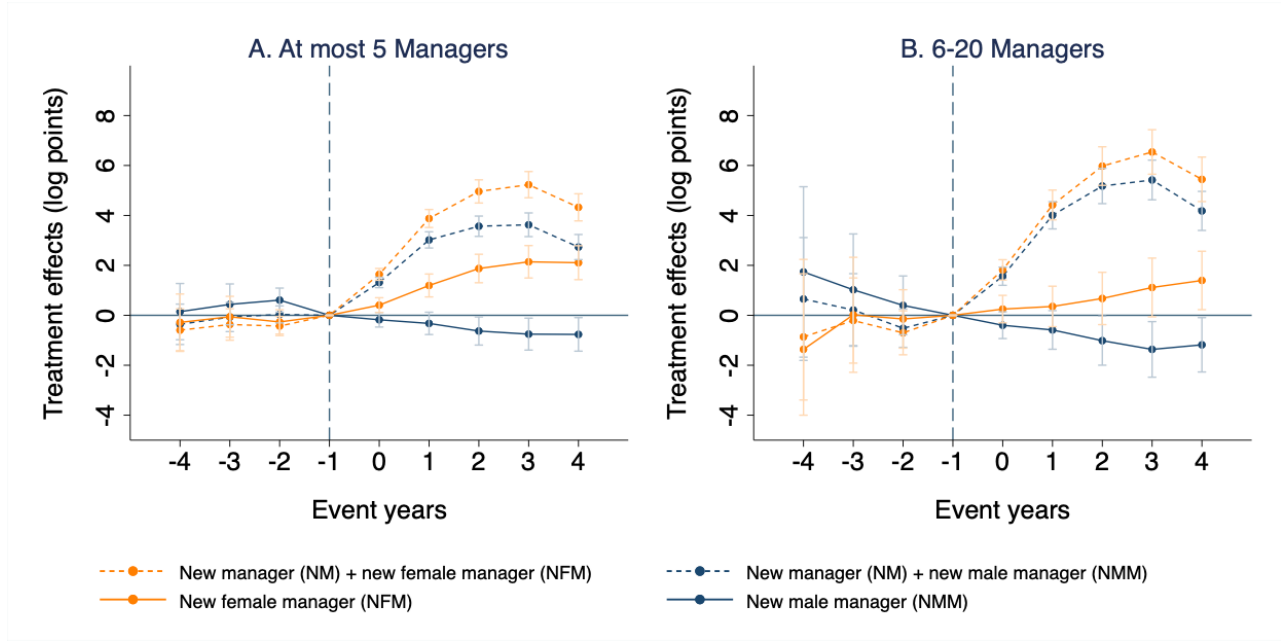 A. At most 5 Managers
Treatment effects (log points)
8
6
4
2
0
-2
-4
-4 -3 -2 -1 0 1 2 3 4
Event years
B. 6-20 Managers
Treatment effects (log points)
8
6
4
2
0
-2
-4
-4 -3 -2 -1 0 1 2 3 4
Event years
New manager (NM) + new female manager (NFM)
New female manager (NFM)
New manager (NM) + new male manager (NMM)
New male manager (NMM)